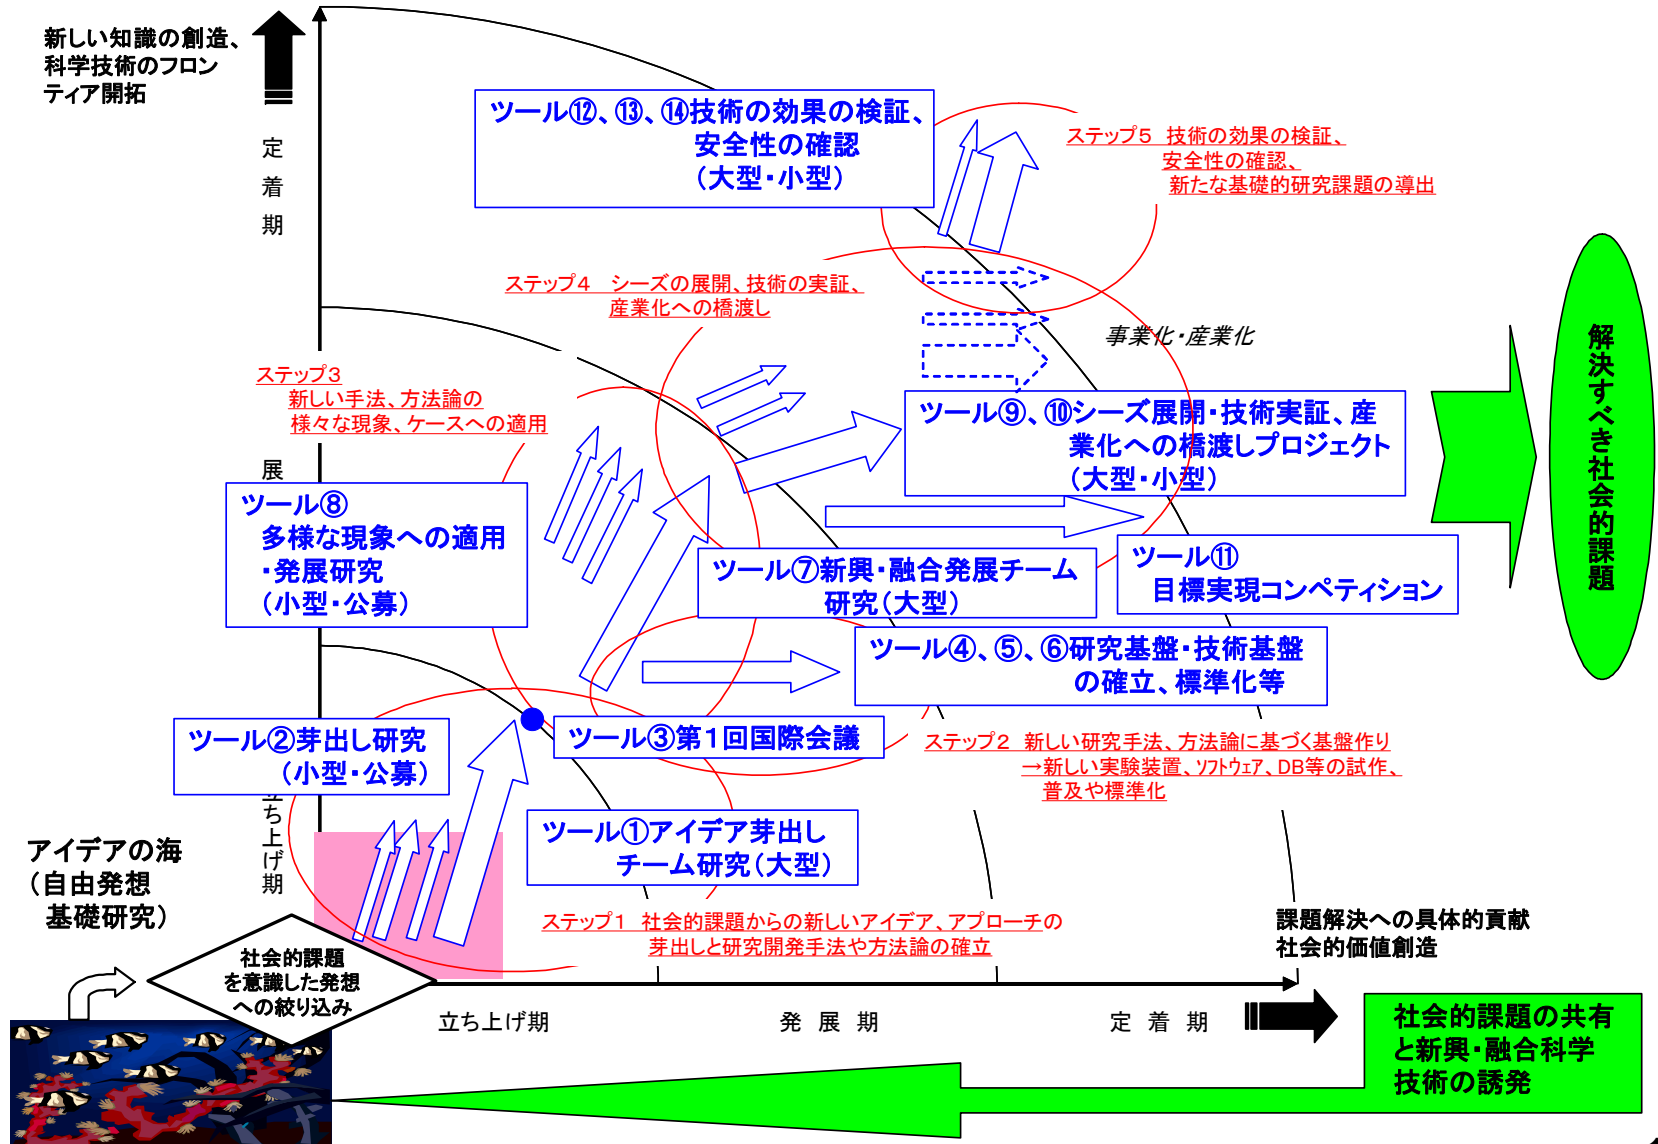 新しい知識の創造、
科学技術のフロン
ティア開拓
定
着
期
ツール⑫、⑬、⑭技術の効果の検証、
安全性の確認
（大型・小型）
ステップ5 技術の効果の検証、
安全性の確認、
新たな基礎的研究課題の導出
ステップ4 シーズの展開、技術の実証、
産業化への橋渡し
事業化・産業化
ステップ3
新しい手法、方法論の
様々な現象、ケースへの適用
ツール⑨、⑩シーズ展開・技術実証、産
業化への橋渡しプロジェクト
（大型・小型）
解決すべき社会的課題
展
ツール⑧
多様な現象への適用
・発展研究
（小型・公募）
ツール⑦新興・融合発展チーム
研究（大型）
ツール⑪
目標実現コンペティション
ツール④、⑤、⑥研究基盤・技術基盤
の確立、標準化等
ツール②芽出し研究
（小型・公募）
ツール③第1回国際会議
ステップ2 新しい研究手法、方法論に基づく基盤作り
→新しい実験装置、ソフトウェア、DB等の試作、
普及や標準化
立ち上げ期
ツール①アイデア芽出し
チーム研究（大型）
アイデアの海
（自由発想
基礎研究）
ステップ1 社会的課題からの新しいアイデア、アプローチの
芽出しと研究開発手法や方法論の確立
課題解決への具体的貢献
社会的価値創造
社会的課題
を意識した発想
への絞り込み
立ち上げ期
発 展 期
定 着 期
社会的課題の共有
と新興・融合科学
技術の誘発